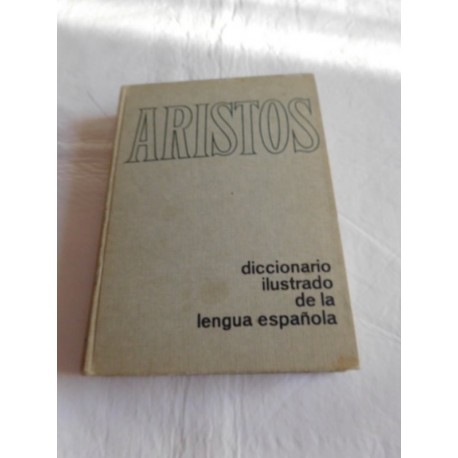 ARISTOS
diccionario
ilustrado
de la
lengua española